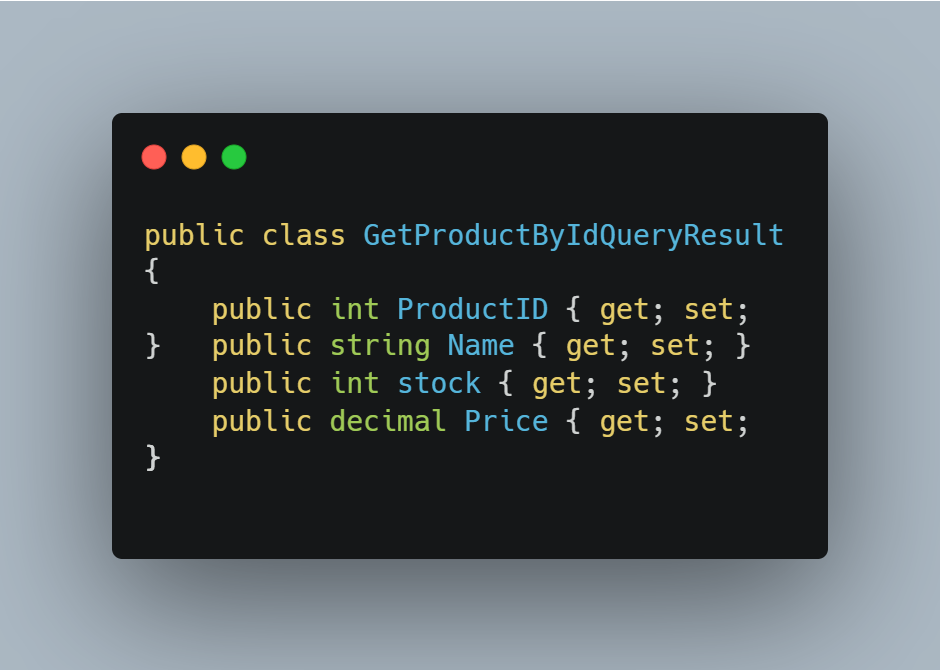 public class GetProductByIdQueryResult
{
    public int ProductID { get; set;
}   public string Name { get; set; }
    public int stock { get; set; }
    public decimal Price { get; set;
}